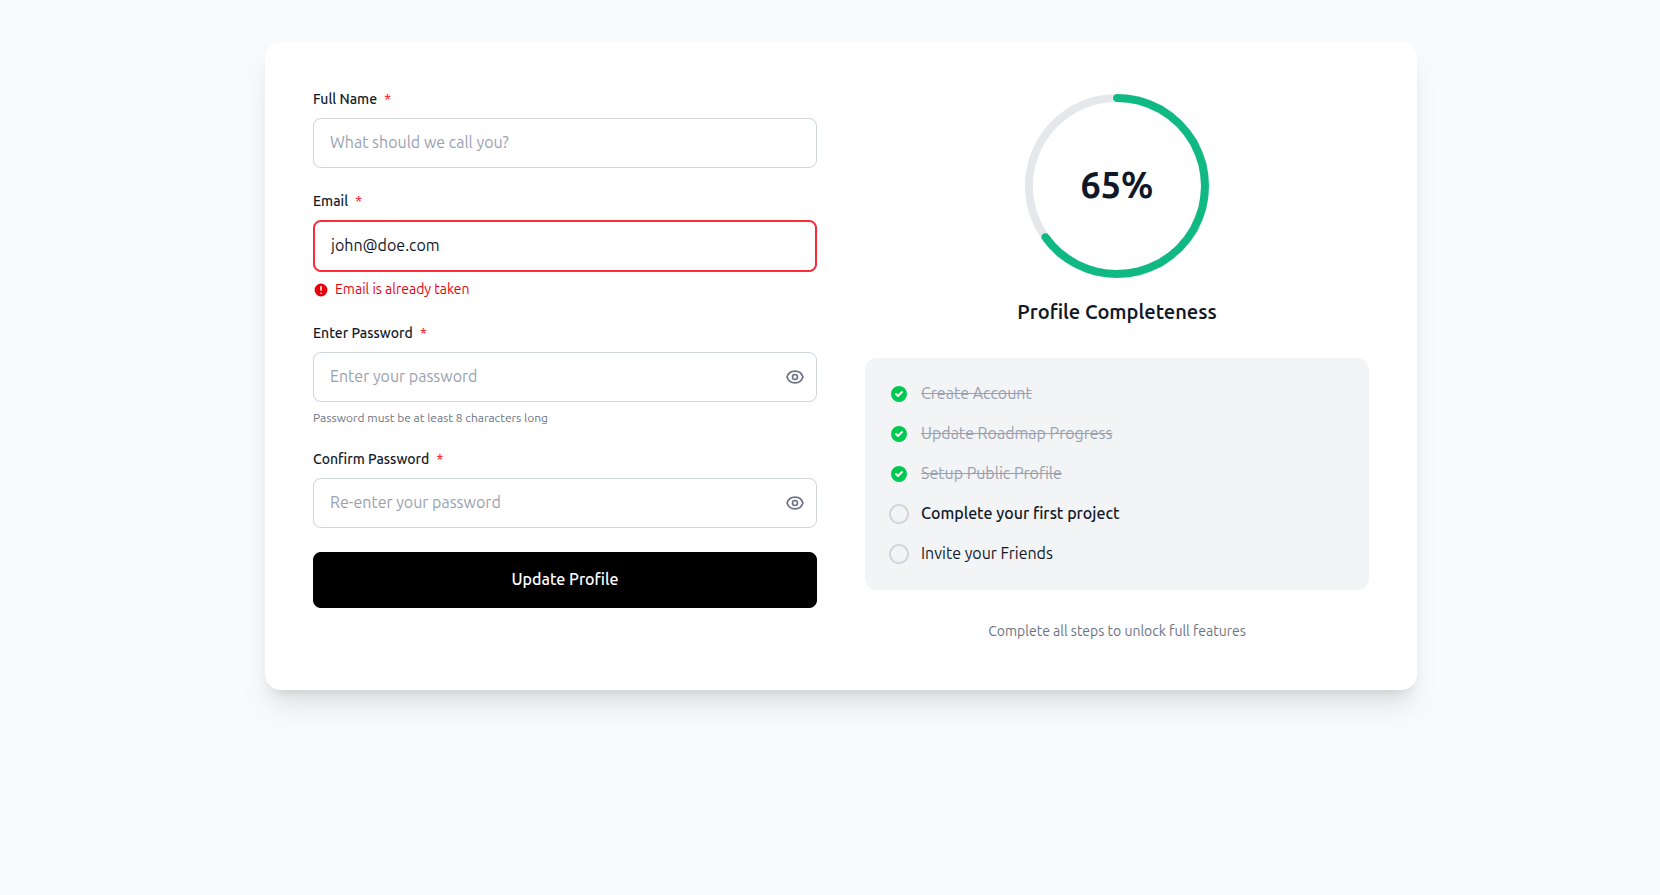 Full Name *
What should we call you?
Email *
john@doe.com
Email is already taken
Enter Password *
Enter your password
Password must be at least 8 characters long
Confirm Password *
Re-enter your password
Update Profile
65%
Profile Completeness
Create Account
Update Roadmap Progress
Setup Public Profile
Complete your first project
Invite your Friends
Complete all steps to unlock full features